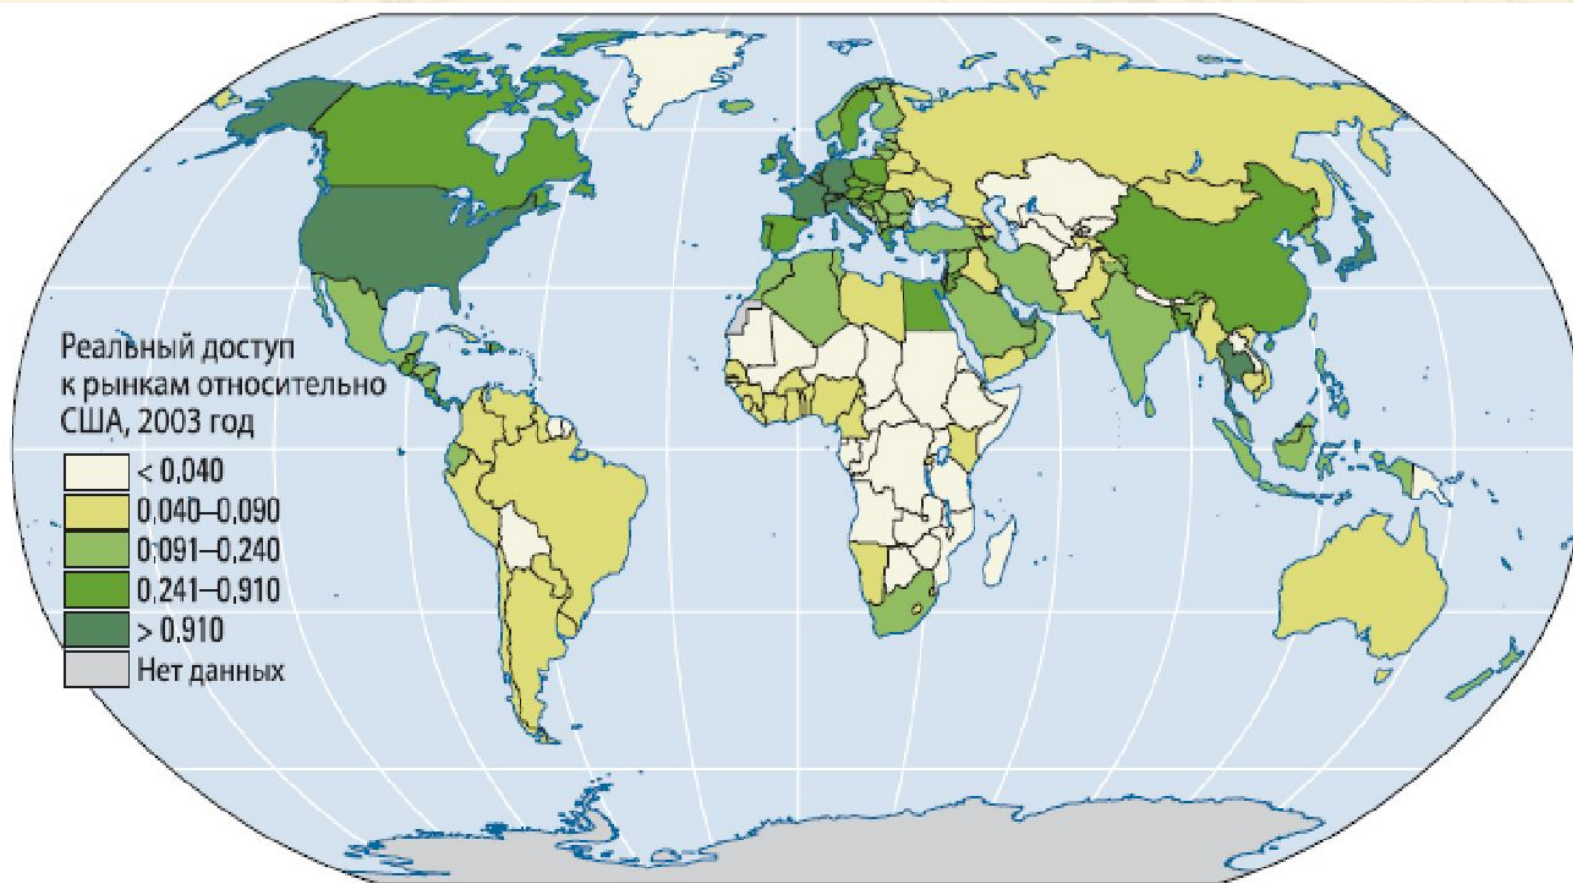 Реальный доступ
к рынкам относительно
США, 2003 год
< 0,040
0,040–0,090
0,091–0,240
0,241–0,910
> 0,910
Нет данных